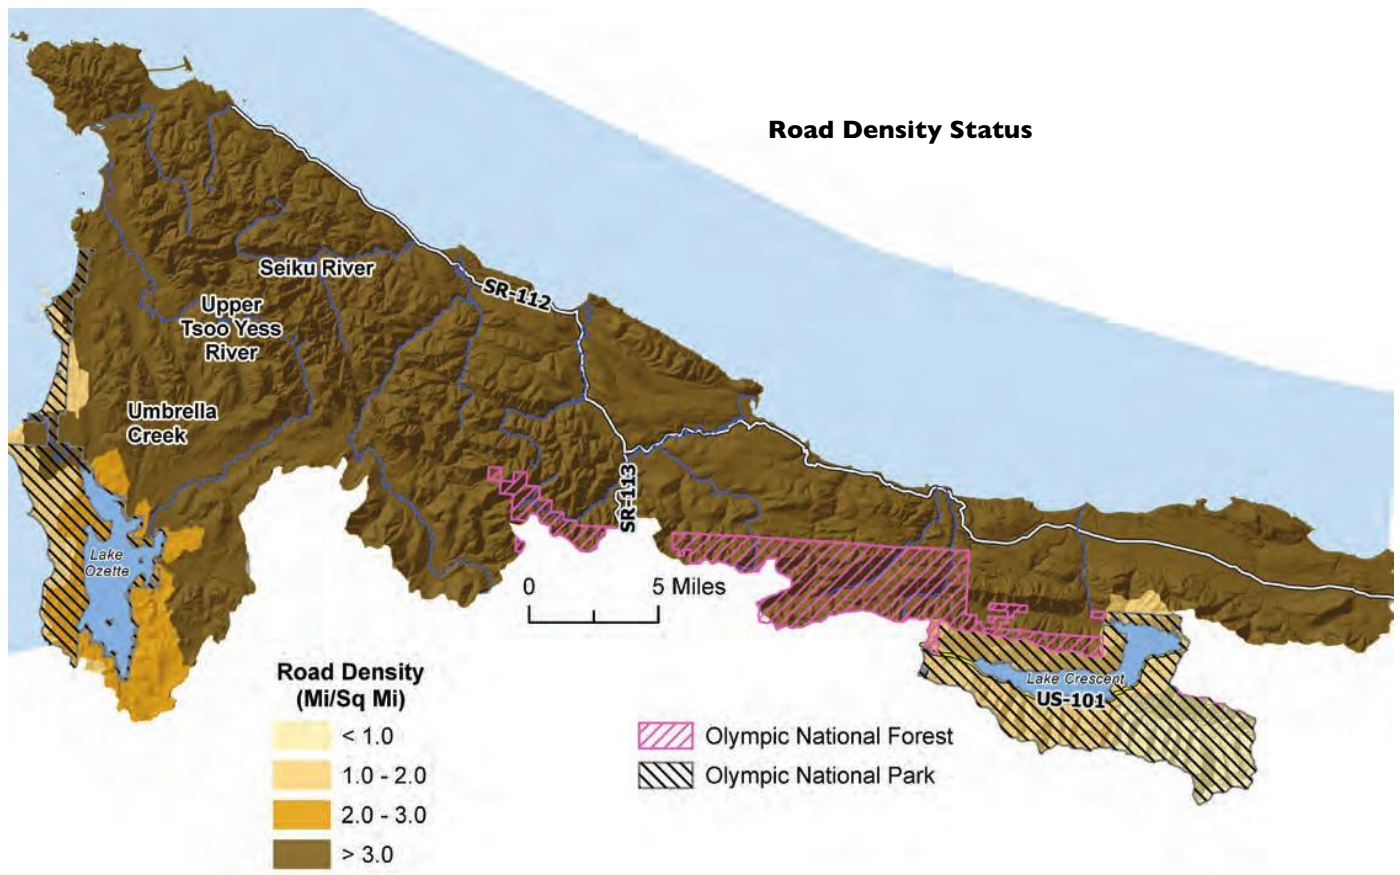 Road Density Status
Seiku River
SR-112
Upper
Tsoo Yess
River
Umbrella
Creek
SR-113
Lake
Ozette
0
5 Miles
Lake Crescent
US-101
Road Density
(Mi/Sq Mi)
< 1.0
1.0 - 2.0
2.0 - 3.0
> 3.0
Olympic National Forest
Olympic National Park